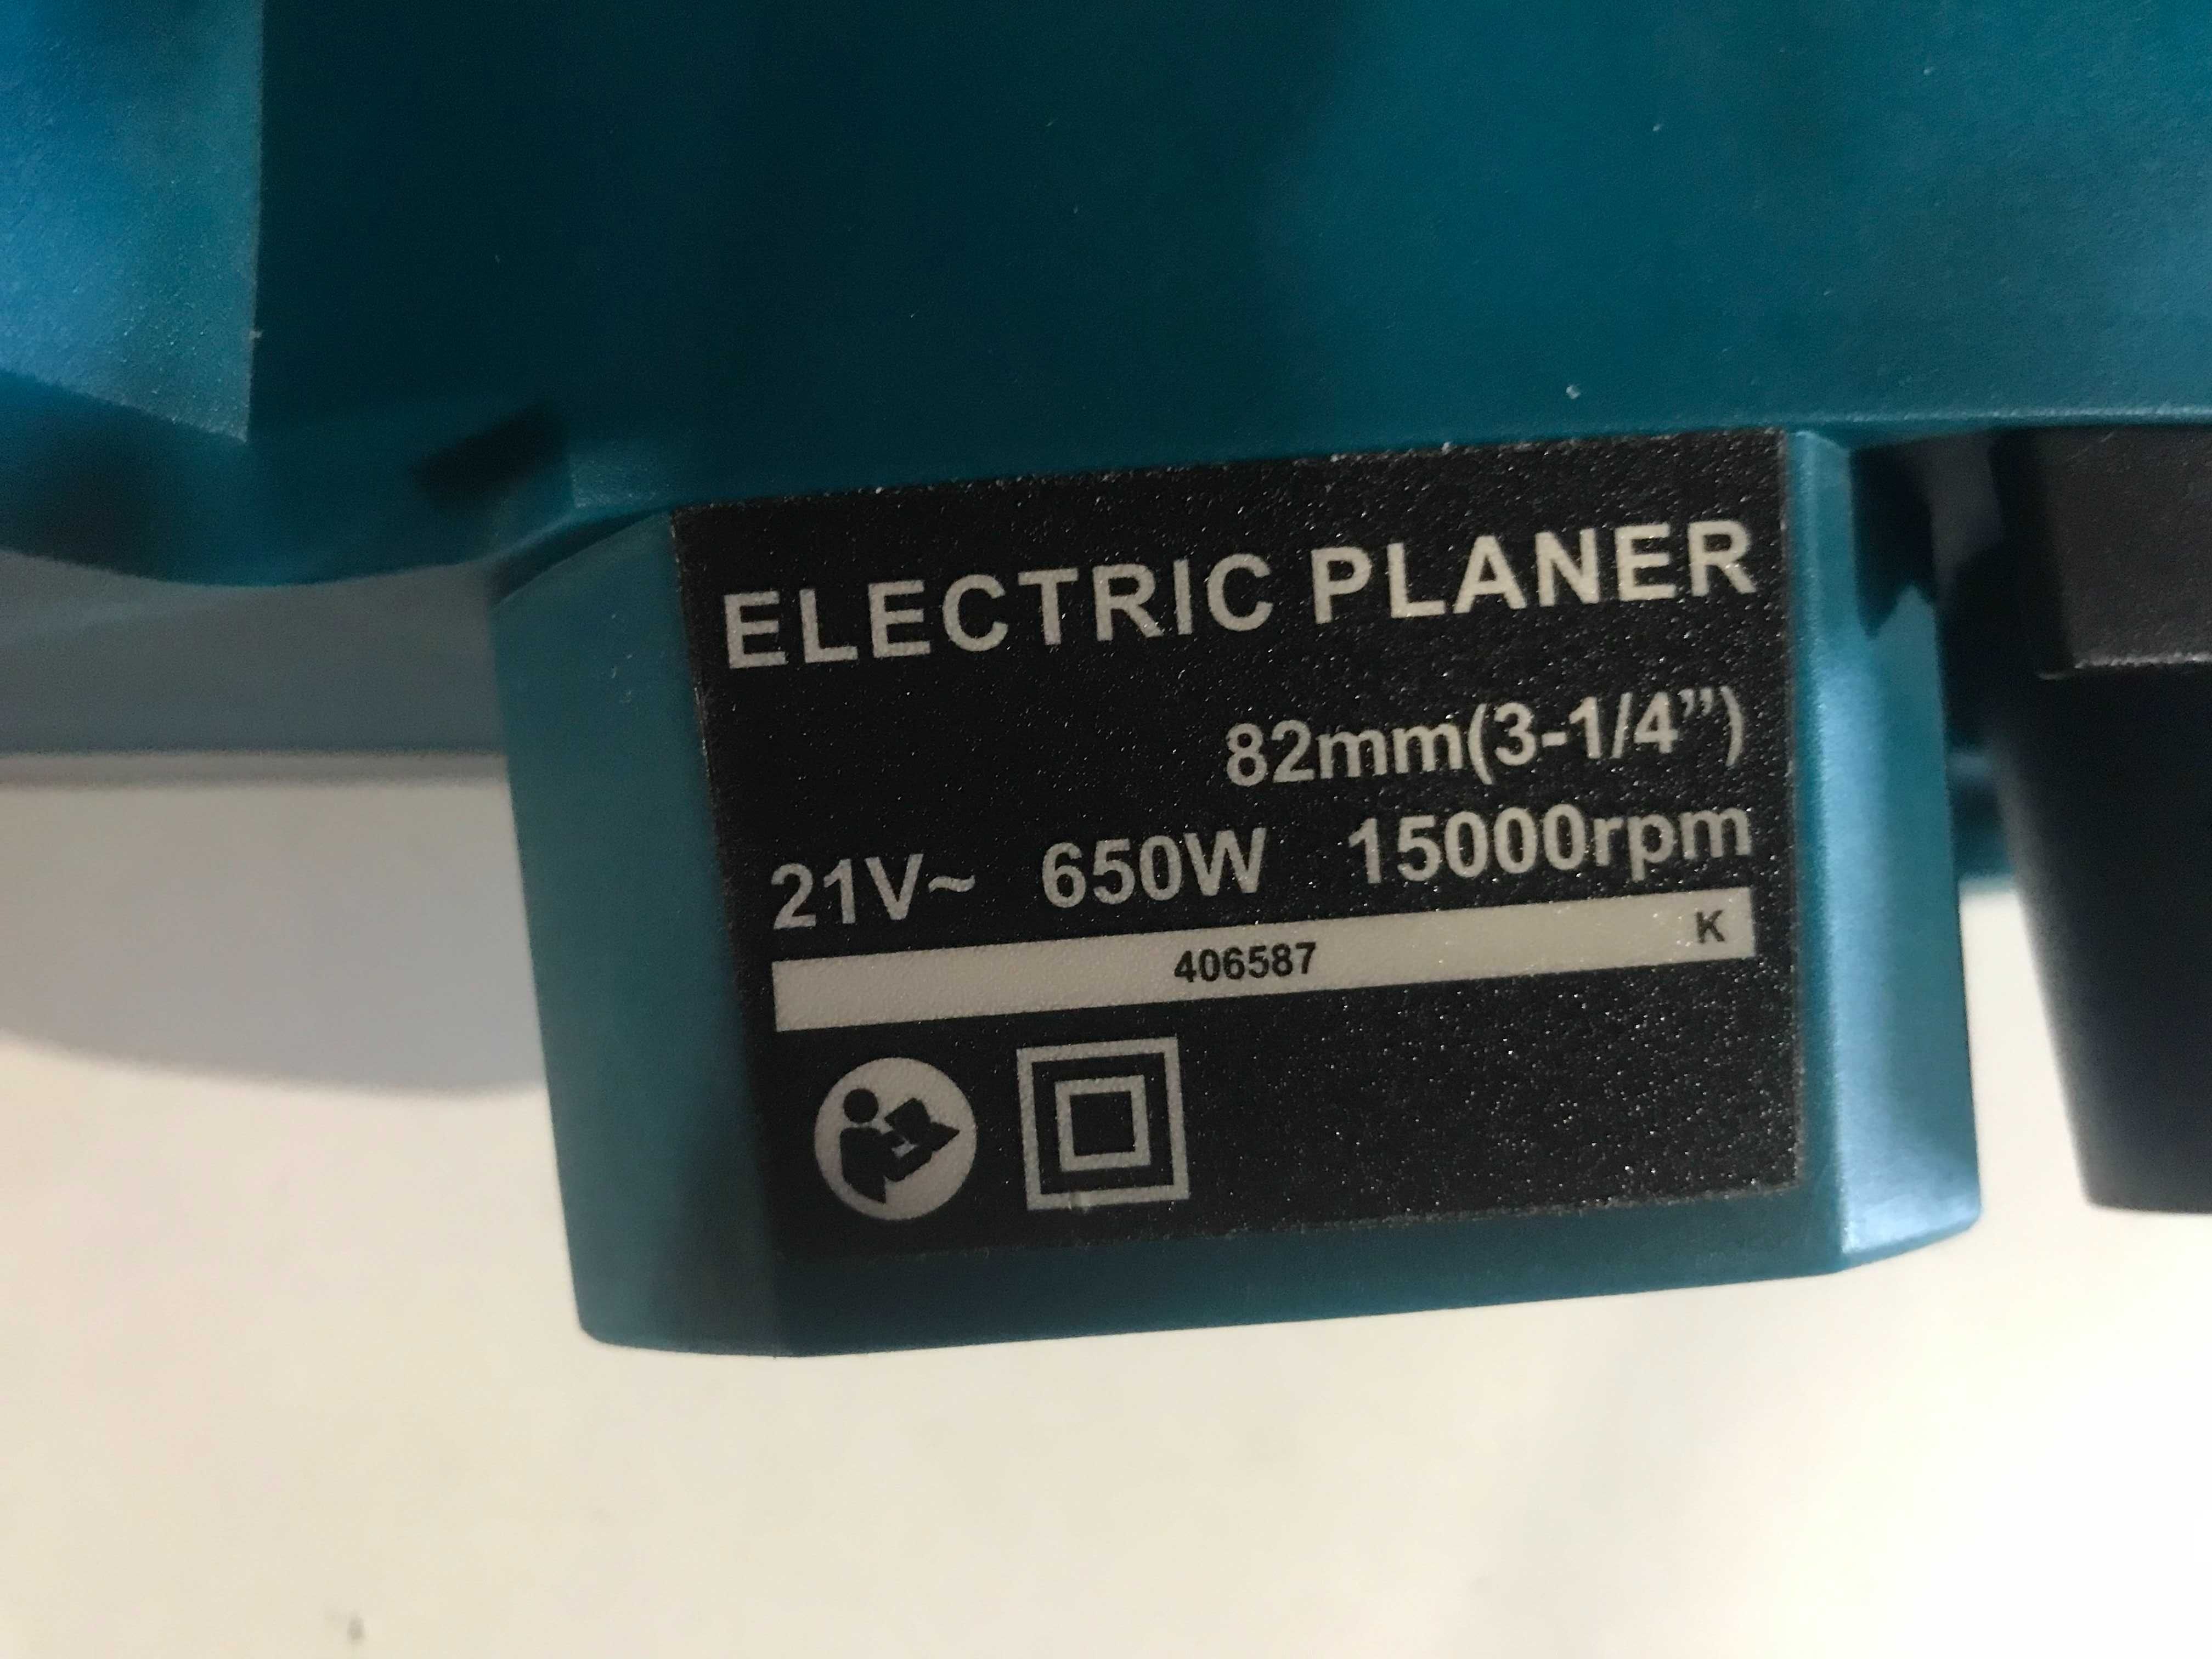 ELECTRIC PLANER
82mm(3-1/4”)
21V~ 650W 15000rpm
406587 K